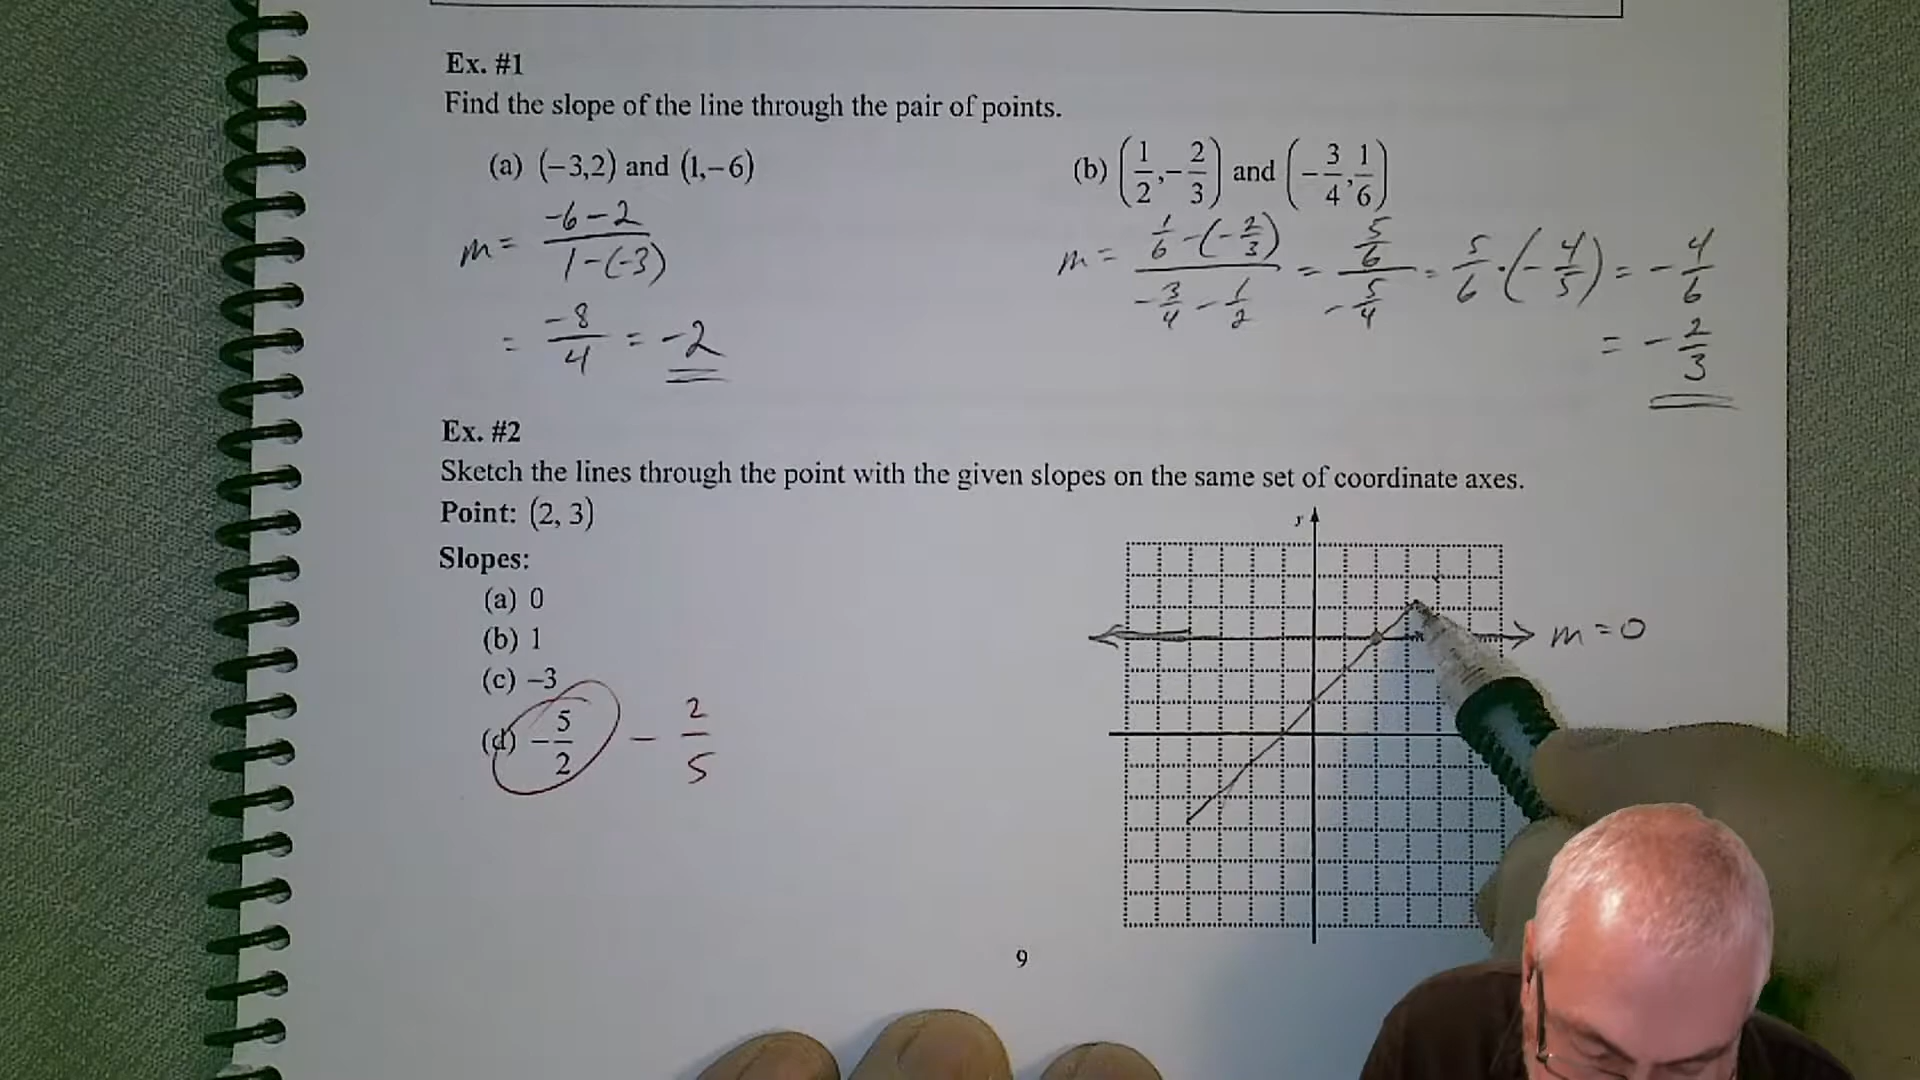 Ex. #1
Find the slope of the line through the pair of points.
(a) (−3,2) and (1,−6)
m = (-6-2)/(1-(-3))
= -8/4 = -2
(b) (1/2, −2/3) and (−3/4, 1/6)
m = (1/6-(-2/3))/(-3/4-1/2) = (5/6)/(-5/4) = 5/6·(-4/5) = -4/6
= -2/3
Ex. #2
Sketch the lines through the point with the given slopes on the same set of coordinate axes.
Point: (2, 3)
Slopes:
(a) 0
(b) 1
(c) −3
(d) −5/2 - 2/5
y
m = 0
9